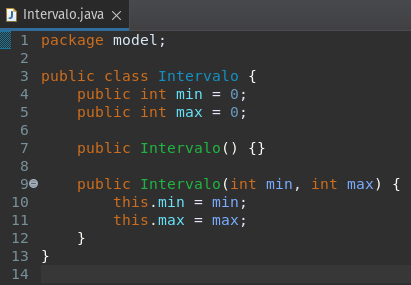 Intervalo.java
1 package model;
2
3 public class Intervalo {
4     public int min = 0;
5     public int max = 0;
6
7     public Intervalo() {}
8
9     public Intervalo(int min, int max) {
10         this.min = min;
11         this.max = max;
12     }
13 }
14